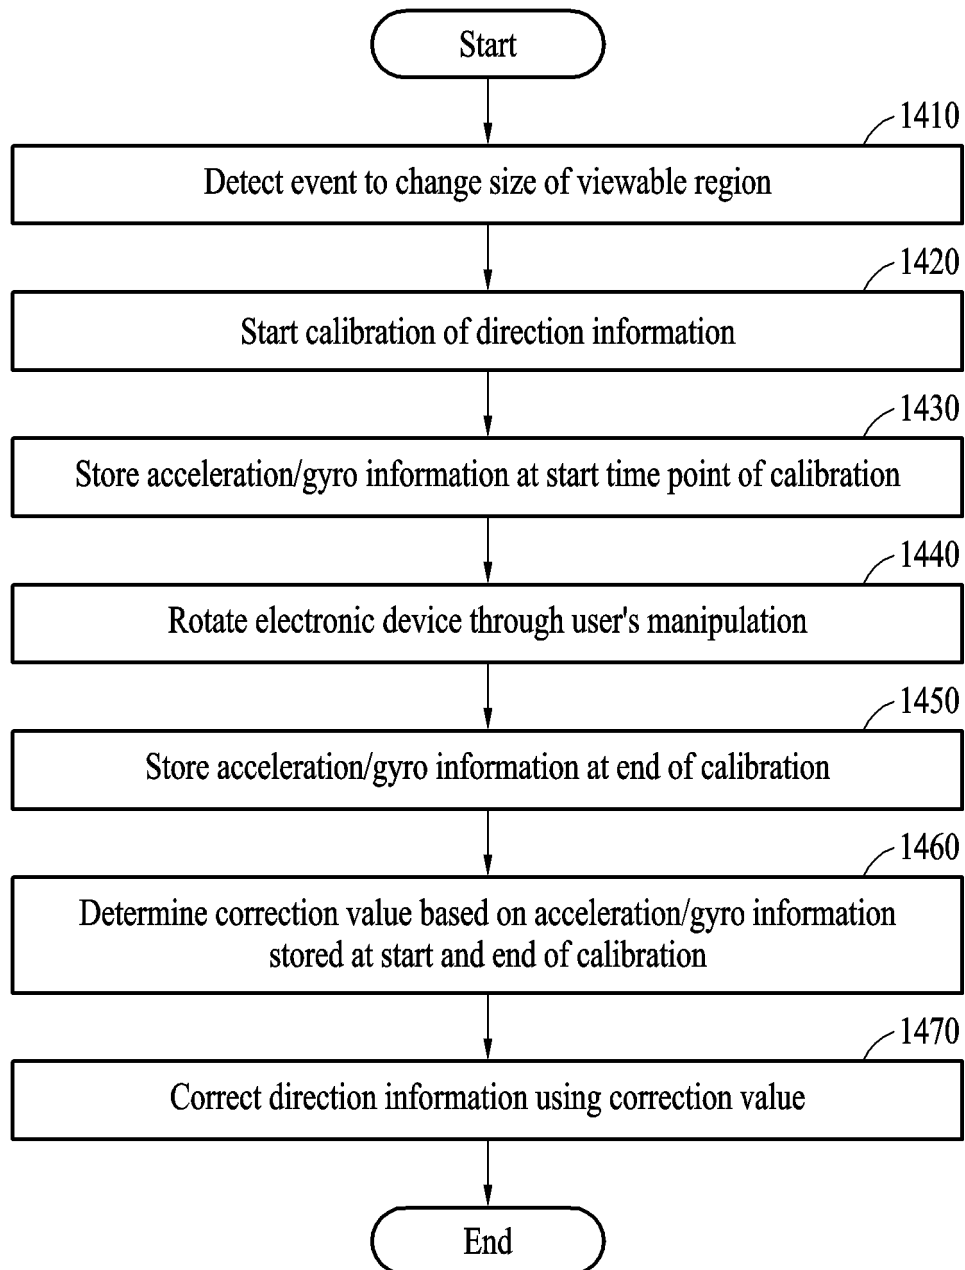 Start
1410
Detect event to change size of viewable region
1420
Start calibration of direction information
1430
Store acceleration/gyro information at start time point of calibration
1440
Rotate electronic device through user's manipulation
1450
Store acceleration/gyro information at end of calibration
1460
Determine correction value based on acceleration/gyro information
stored at start and end of calibration
1470
Correct direction information using correction value
End